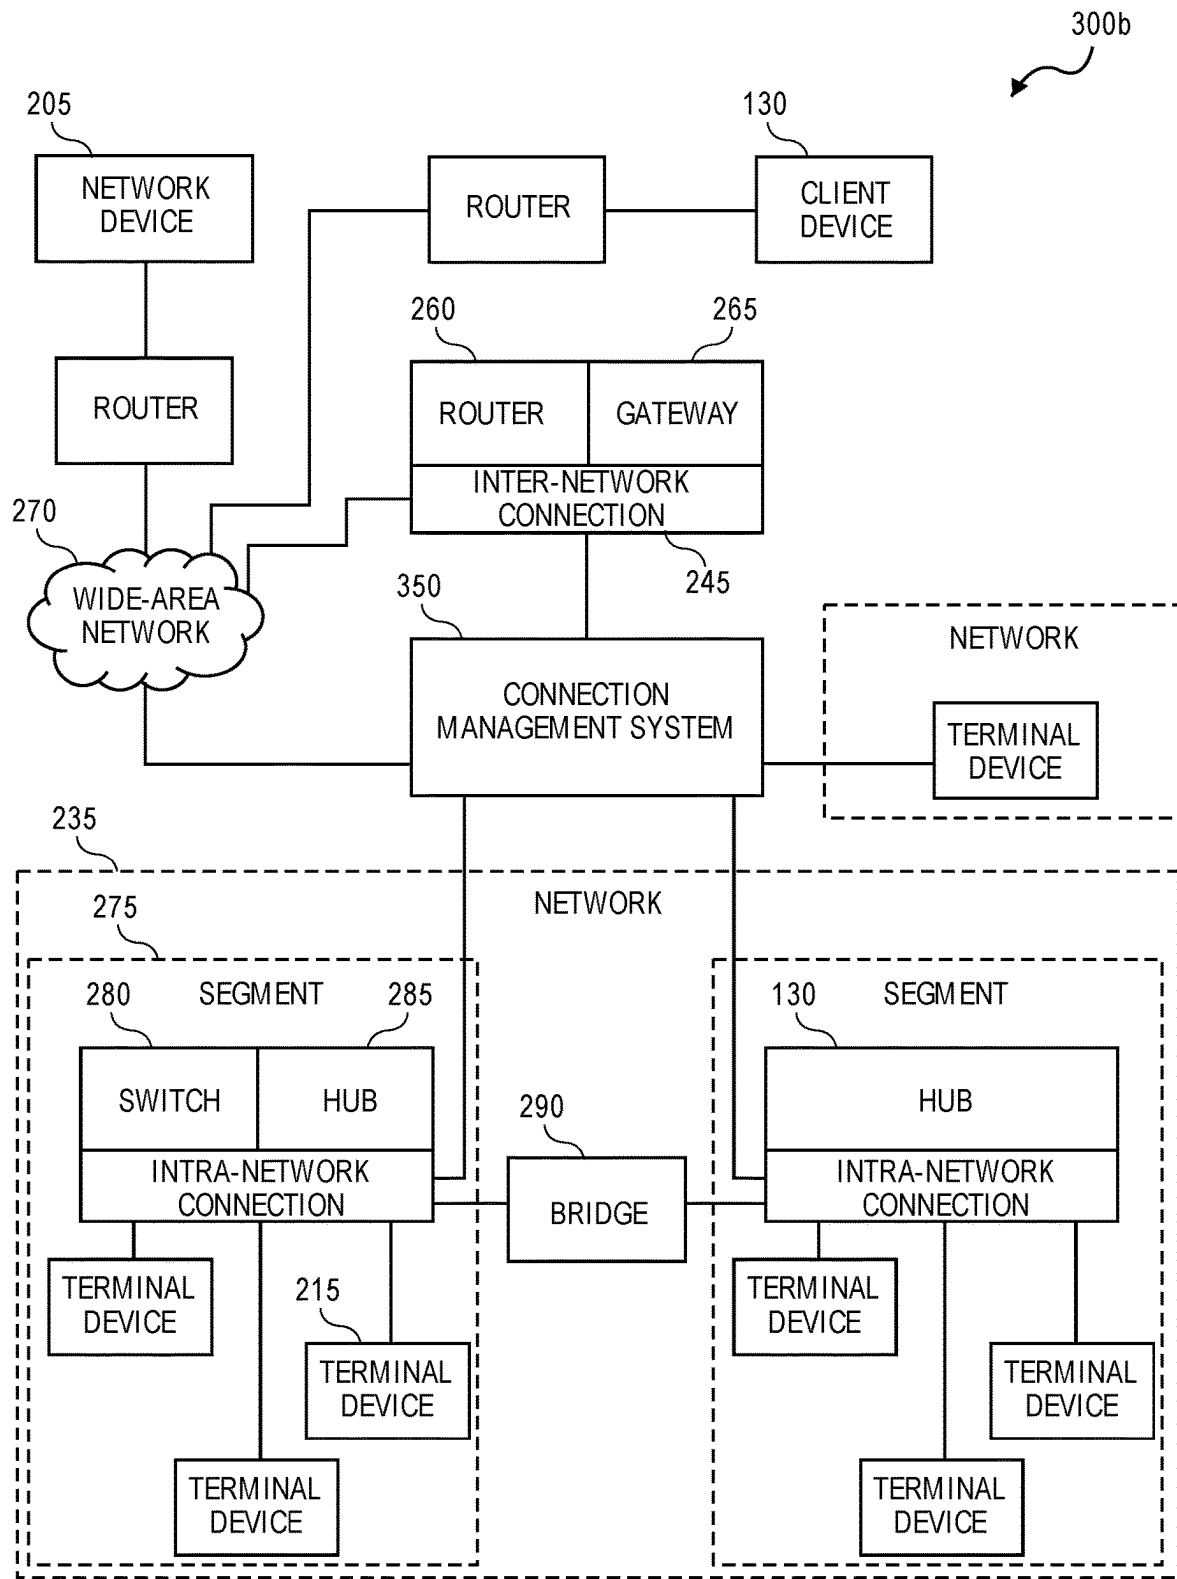 300b
205
130
NETWORK
DEVICE
ROUTER
CLIENT
DEVICE
260
265
ROUTER
ROUTER
GATEWAY
INTER-NETWORK
CONNECTION
270
245
WIDE-AREA
NETWORK
350
CONNECTION
MANAGEMENT SYSTEM
NETWORK
TERMINAL
DEVICE
235
NETWORK
275
SEGMENT
280
285
SWITCH
HUB
INTRA-NETWORK
CONNECTION
290
BRIDGE
SEGMENT
130
HUB
INTRA-NETWORK
CONNECTION
TERMINAL
DEVICE
215
TERMINAL
DEVICE
TERMINAL
DEVICE
TERMINAL
DEVICE
TERMINAL
DEVICE
TERMINAL
DEVICE